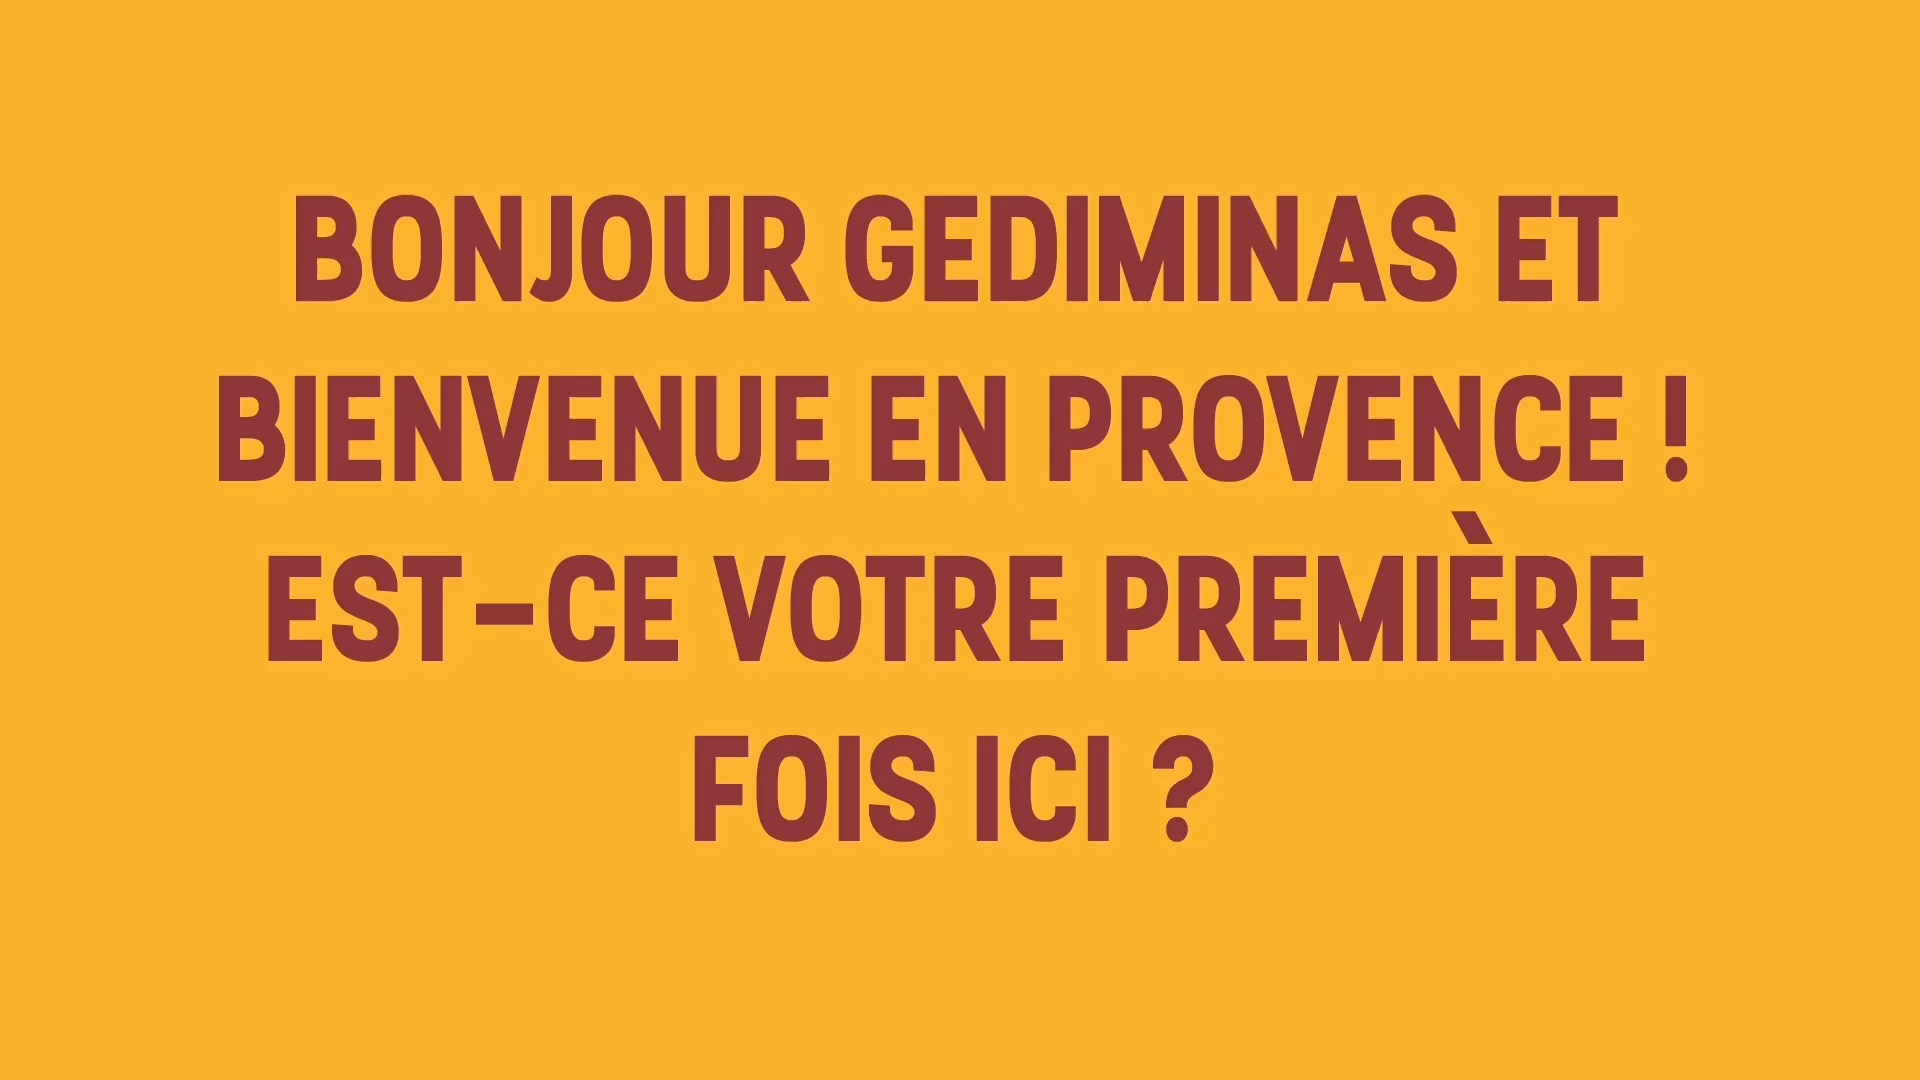 BONJOUR GEDIMINAS ET
BIENVENUE EN PROVENCE !
EST-CE VOTRE PREMIÈRE
FOIS ICI ?